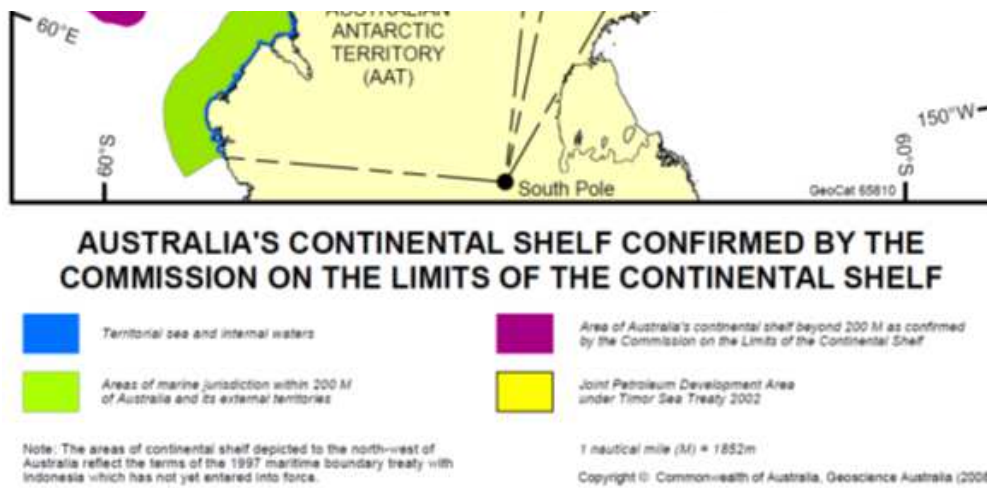 60°E
AUSTRALIAN
ANTARCTIC
TERRITORY
(AAT)
150°W
60°S
60°S
South Pole
GeoCat 65810
AUSTRALIA'S CONTINENTAL SHELF CONFIRMED BY THE
COMMISSION ON THE LIMITS OF THE CONTINENTAL SHELF
Territorial sea and internal waters
Area of Australia's continental shelf beyond 200 M as confirmed
by the Commission on the Limits of the Continental Shelf
Areas of marine jurisdiction within 200 M
of Australia and its external territories
Joint Petroleum Development Area
under Timor Sea Treaty 2002
Note: The areas of continental shelf depicted to the north-west of
Australia reflect the terms of the 1997 maritime boundary treaty with
Indonesia which has not yet entered into force.
1 nautical mile (M) = 1852m
Copyright © Commonwealth of Australia, Geoscience Australia (2008